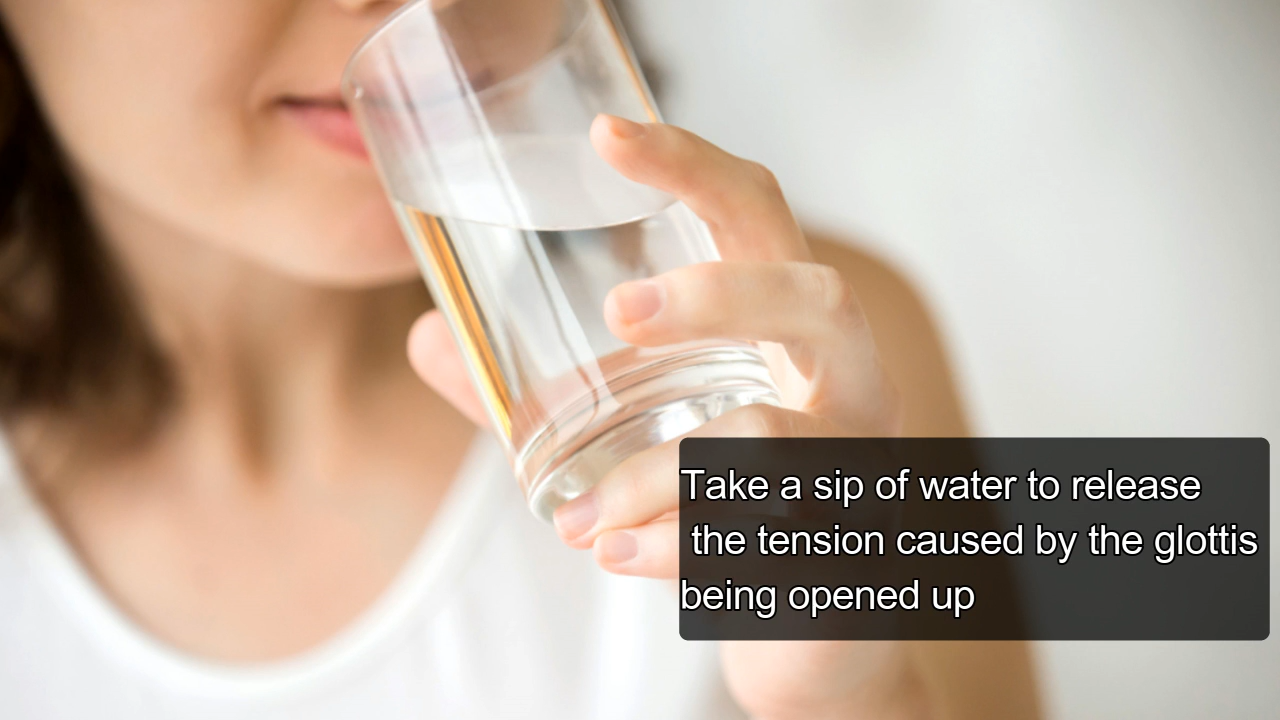 Take a sip of water to release
the tension caused by the glottis
being opened up